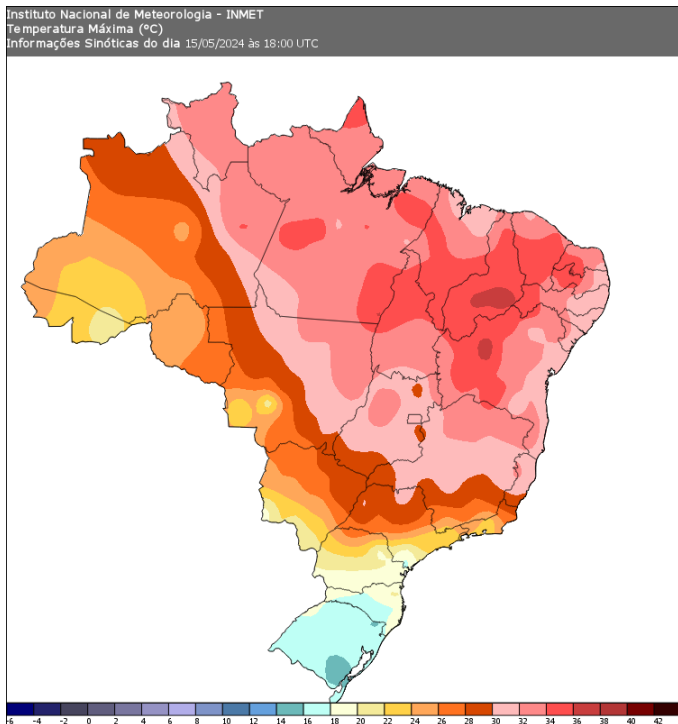 Instituto Nacional de Meteorologia - INMET
Temperatura Máxima (ºC)
Informações Sinóticas do dia 15/05/2024 às 18:00 UTC
-6 -4 -2 0 2 4 6 8 10 12 14 16 18 20 22 24 26 28 30 32 34 36 38 40 42